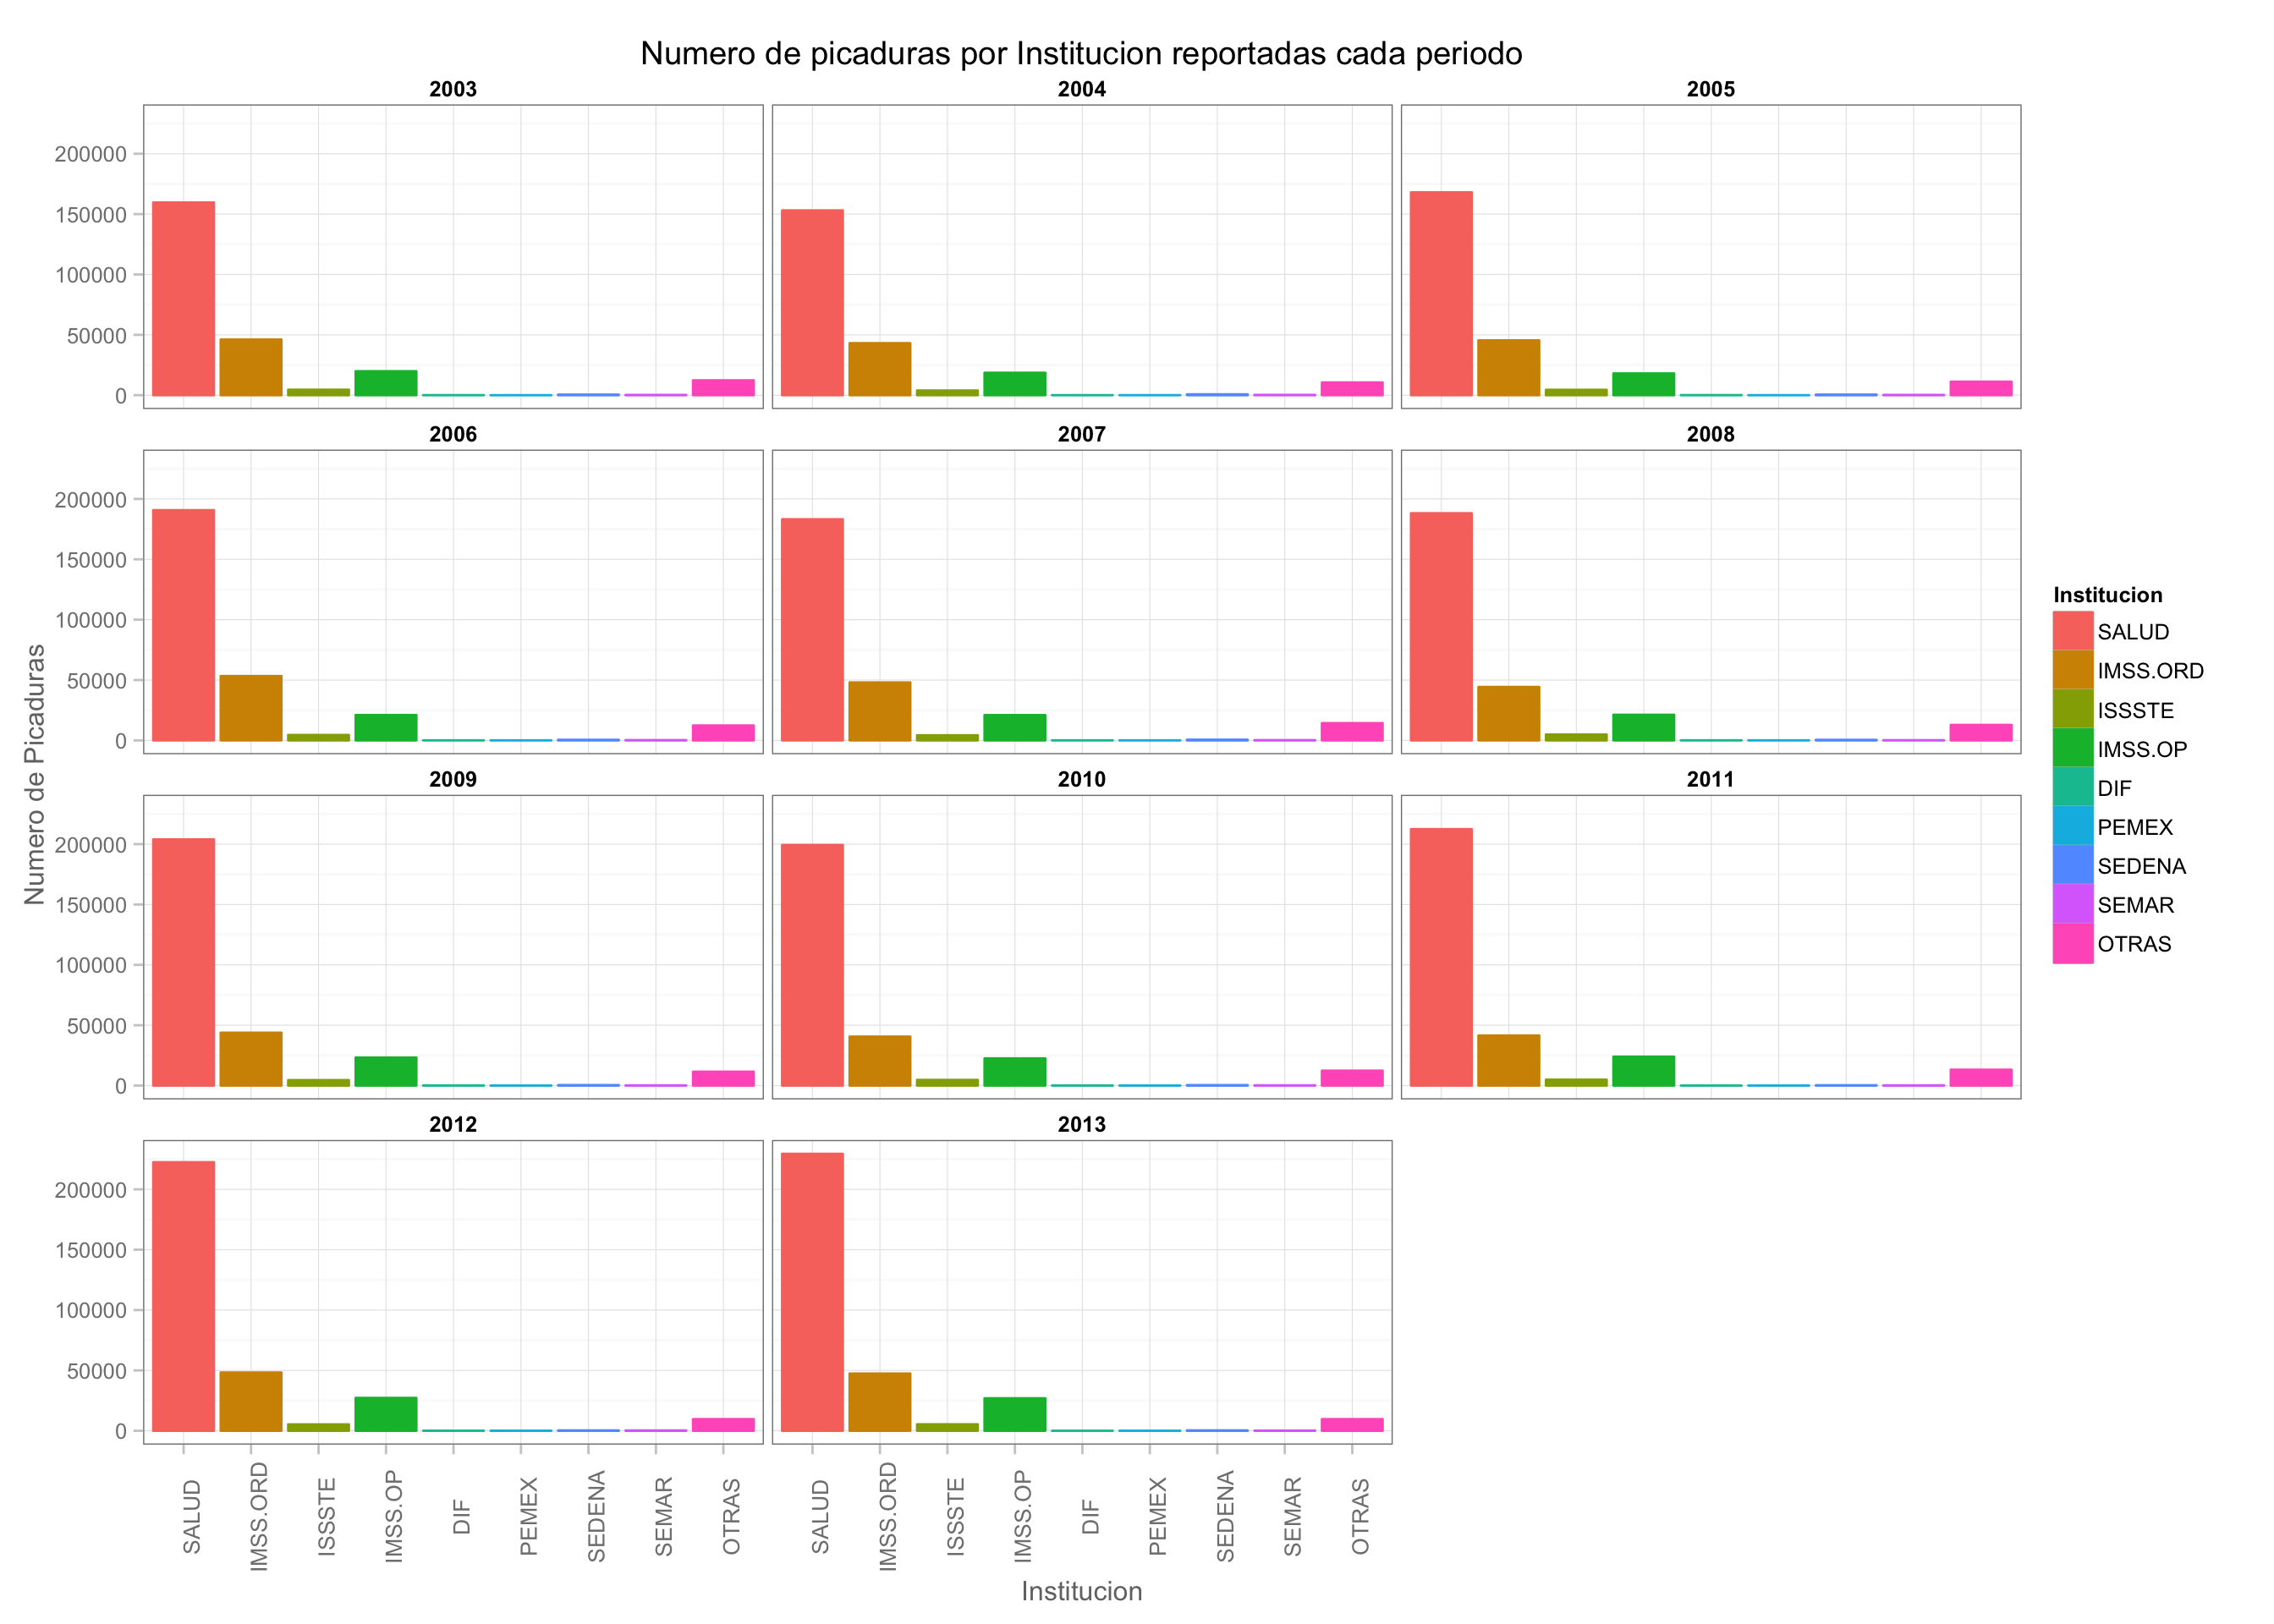 Numero de picaduras por Institucion reportadas cada periodo
2003 2004 2005
200000
150000
100000
50000
0
2006 2007 2008
200000
150000
100000
50000
0
2009 2010 2011
200000
150000
100000
50000
0
2012 2013
200000
150000
100000
50000
0
Numero de Picaduras
SALUD IMSS.ORD ISSSTE IMSS.OP DIF PEMEX SEDENA SEMAR OTRAS
SALUD IMSS.ORD ISSSTE IMSS.OP DIF PEMEX SEDENA SEMAR OTRAS
Institucion
Institucion
SALUD
IMSS.ORD
ISSSTE
IMSS.OP
DIF
PEMEX
SEDENA
SEMAR
OTRAS